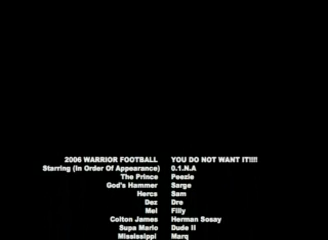 2006 WARRIOR FOOTBALL YOU DO NOT WANT IT!!!!
Starring (In Order Of Appearance) 0.1.N.A
The Prince Peezle
God's Hammer Sarge
Herce Sam
Dez Dre
Mel Filly
Colton James Herman Sosay
Supa Mario Dude II
Mississippi Marq